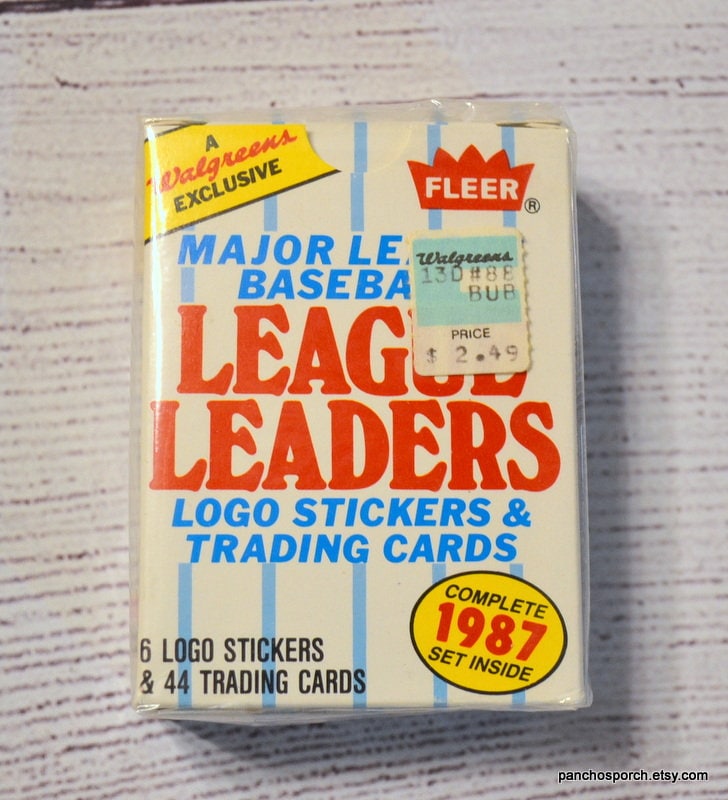 A
Walgreens
EXCLUSIVE
FLEER®
MAJOR LEA
BASEBA
LEAGUE
LEADERS
Walgreens
13D#88
BUB
PRICE
$ 2.49
LOGO STICKERS &
TRADING CARDS
COMPLETE
1987
SET INSIDE
6 LOGO STICKERS
& 44 TRADING CARDS
panchosporch.etsy.com